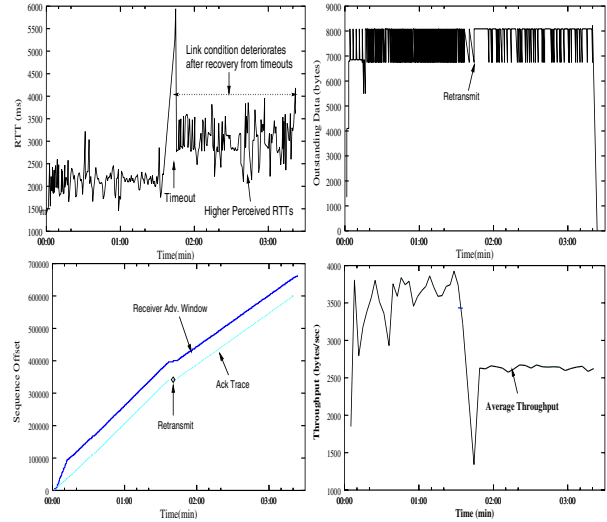 6000
5000
4000
3000
2500
2000
1500
1000
RTT (ms)
Link condition deteriorates
after recovery from timeouts
Timeout
Higher Perceived RTTs
00:00 01:00 02:00 03:00
Time(min)
9000
8000
7000
6000
5000
4000
3000
2000
1000
0
Outstanding Data (bytes)
Retransmit
00:00 01:00 02:00 03:00
Time(min)
700000
600000
500000
400000
300000
200000
100000
0
Sequence Offset
Receiver Adv. Window
Ack Trace
Retransmit
00:00 01:00 02:00 03:00
Time(min)
4000
3500
3000
2500
2000
1500
1000
Throughput (bytes/sec)
Average Throughput
00:00 01:00 02:00 03:00
Time (min)